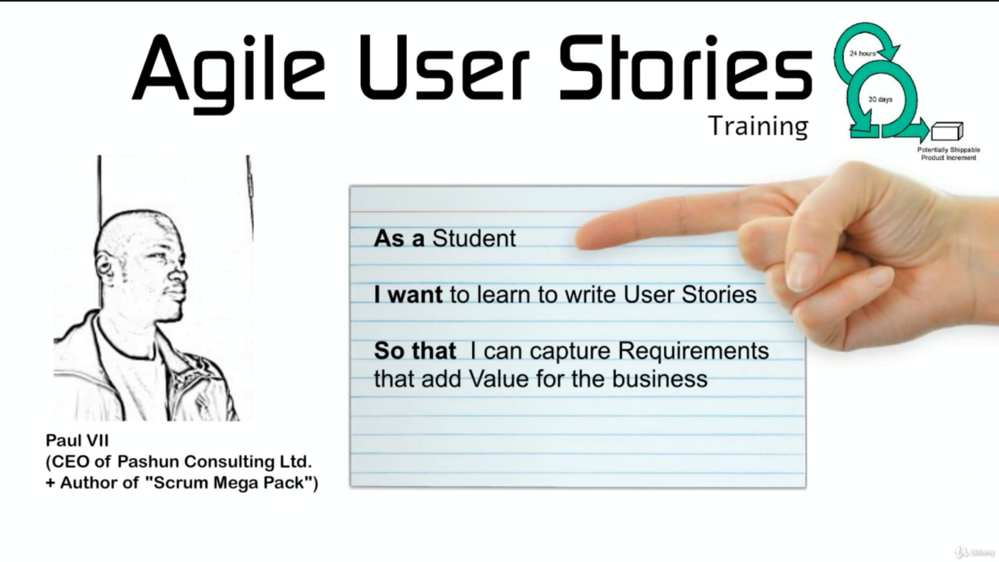 Agile User Stories
Training
24 hours
30 days
Potentially Shippable
Product Increment
As a Student
I want to learn to write User Stories
So that I can capture Requirements
that add Value for the business
Paul VII
(CEO of Pashun Consulting Ltd.
+ Author of "Scrum Mega Pack")
Udemy